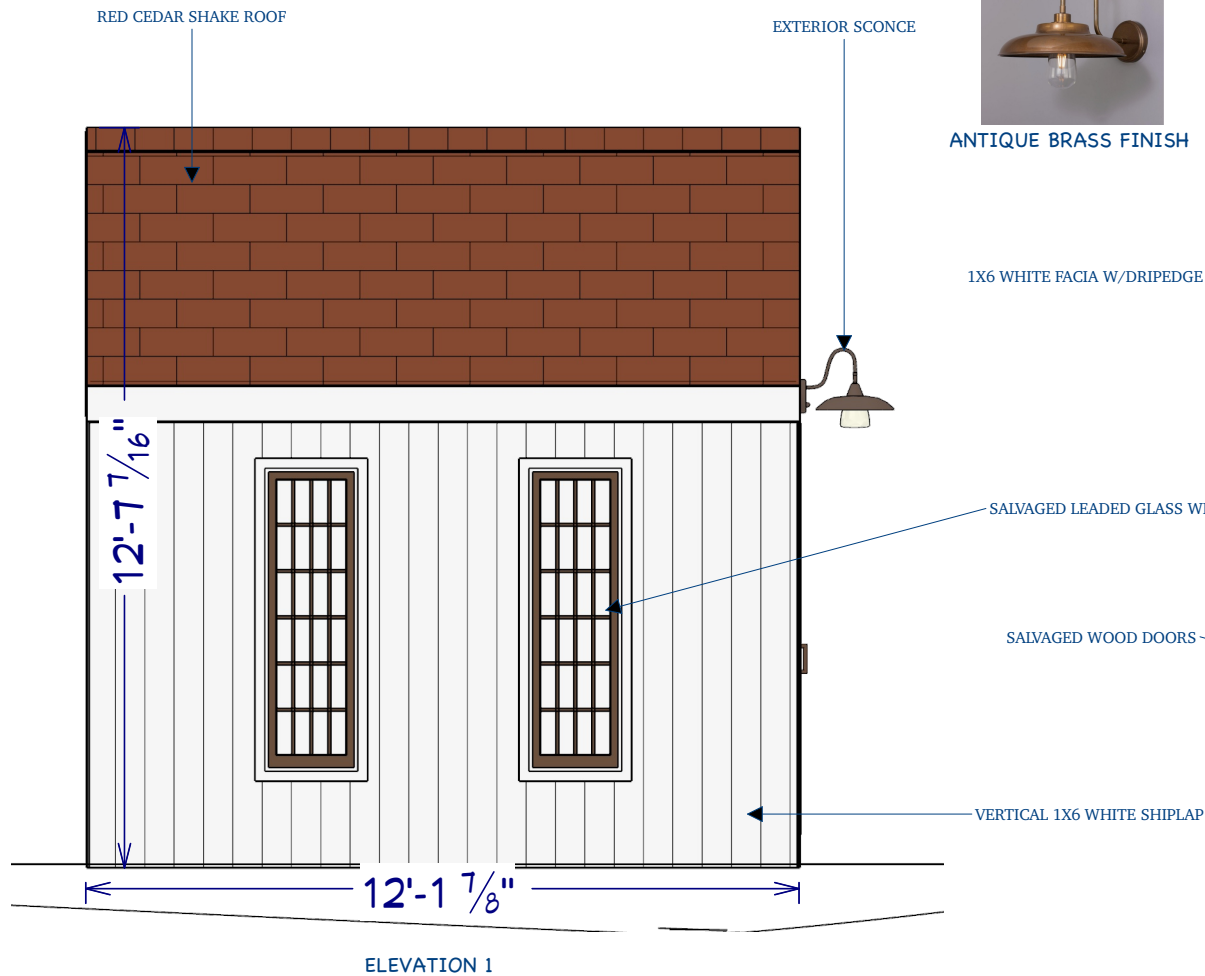 RED CEDAR SHAKE ROOF
EXTERIOR SCONCE
ANTIQUE BRASS FINISH
1X6 WHITE FACIA W/DRIPEDGE
12'-7 7/16"
SALVAGED LEADED GLASS
SALVAGED WOOD DOORS
VERTICAL 1X6 WHITE SHIPLAP
12'-1 7/8"
ELEVATION 1